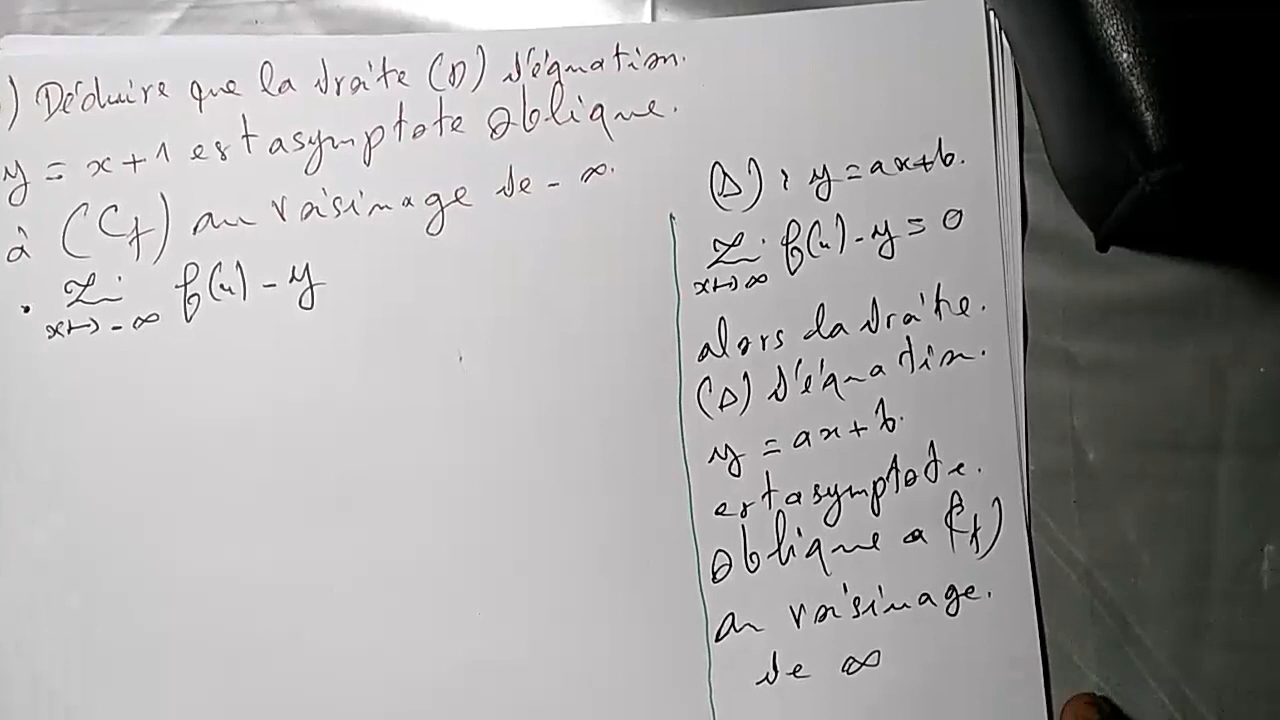 ) Déduire que la droite (D) d'équation.
y = x + 1 est asymptote oblique.
à (Cf) au voisinage de - ∞.
. lim f(x) - y
x↦ - ∞
(Δ) : y = ax + b.
lim f(x) - y = 0
x↦ ∞
alors la droite.
(Δ) d'équation.
y = ax + b.
est asymptote.
oblique a (Cf)
au voisinage.
de ∞